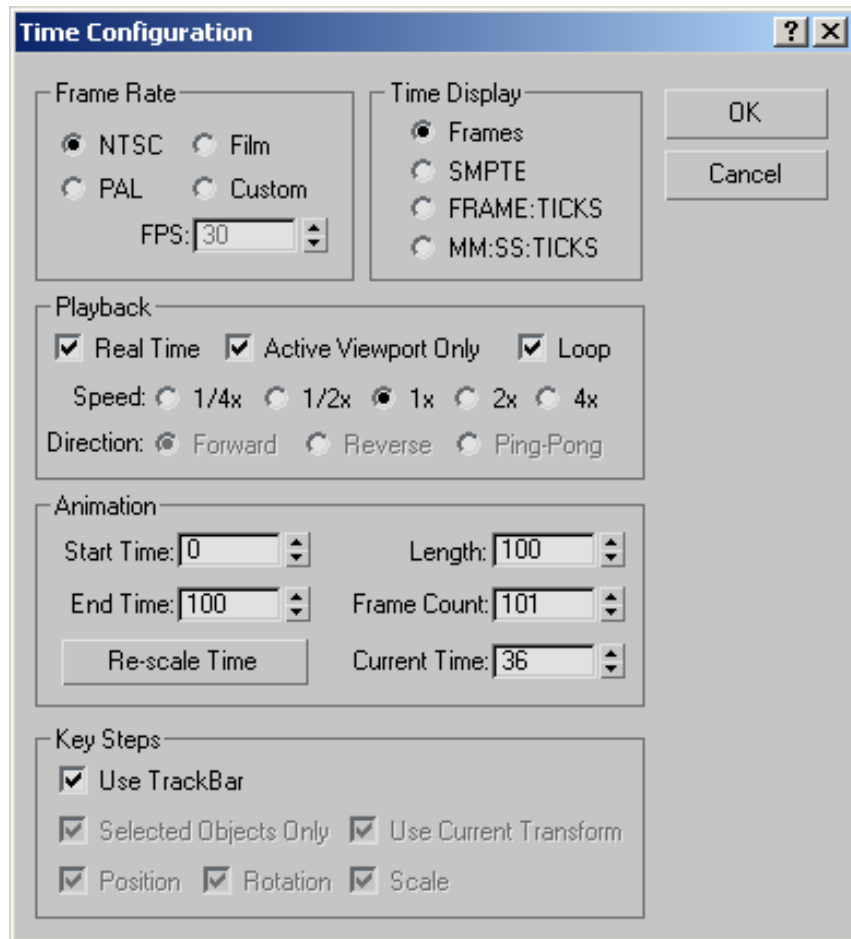 Time Configuration
Frame Rate
NTSC Film
PAL Custom
FPS: 30
Time Display
Frames
SMPTE
FRAME:TICKS
MM:SS:TICKS
OK
Cancel
Playback
Real Time Active Viewport Only Loop
Speed: 1/4x 1/2x 1x 2x 4x
Direction: Forward Reverse Ping-Pong
Animation
Start Time: 0 Length: 100
End Time: 100 Frame Count: 101
Re-scale Time Current Time: 36
Key Steps
Use TrackBar
Selected Objects Only Use Current Transform
Position Rotation Scale